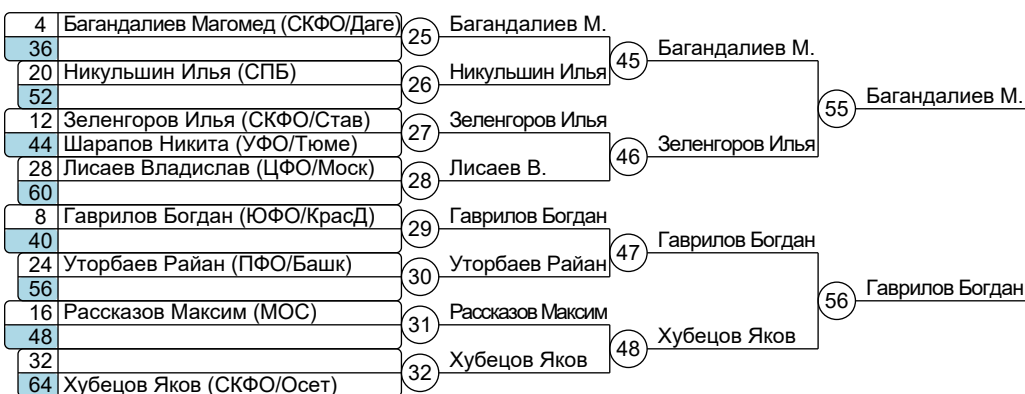 4 Багандалиев Магомед (СКФО/Даге) 25 Багандалиев М.
36
20 Никульшин Илья (СПБ) 26 Никульшин Илья 45 Багандалиев М.
52
12 Зеленгоров Илья (СКФО/Став) 27 Зеленгоров Илья 55 Багандалиев М.
44 Шарапов Никита (УФО/Тюме) 46 Зеленгоров Илья
28 Лисаев Владислав (ЦФО/Моск) 28 Лисаев В.
60
8 Гаврилов Богдан (ЮФО/КрасД) 29 Гаврилов Богдан
40
24 Уторбаев Райан (ПФО/Башк) 30 Уторбаев Райан 47 Гаврилов Богдан
56
16 Рассказов Максим (МОС) 31 Рассказов Максим 56 Гаврилов Богдан
48
32 32 Хубецов Яков 48 Хубецов Яков
64 Хубецов Яков (СКФО/Осет)